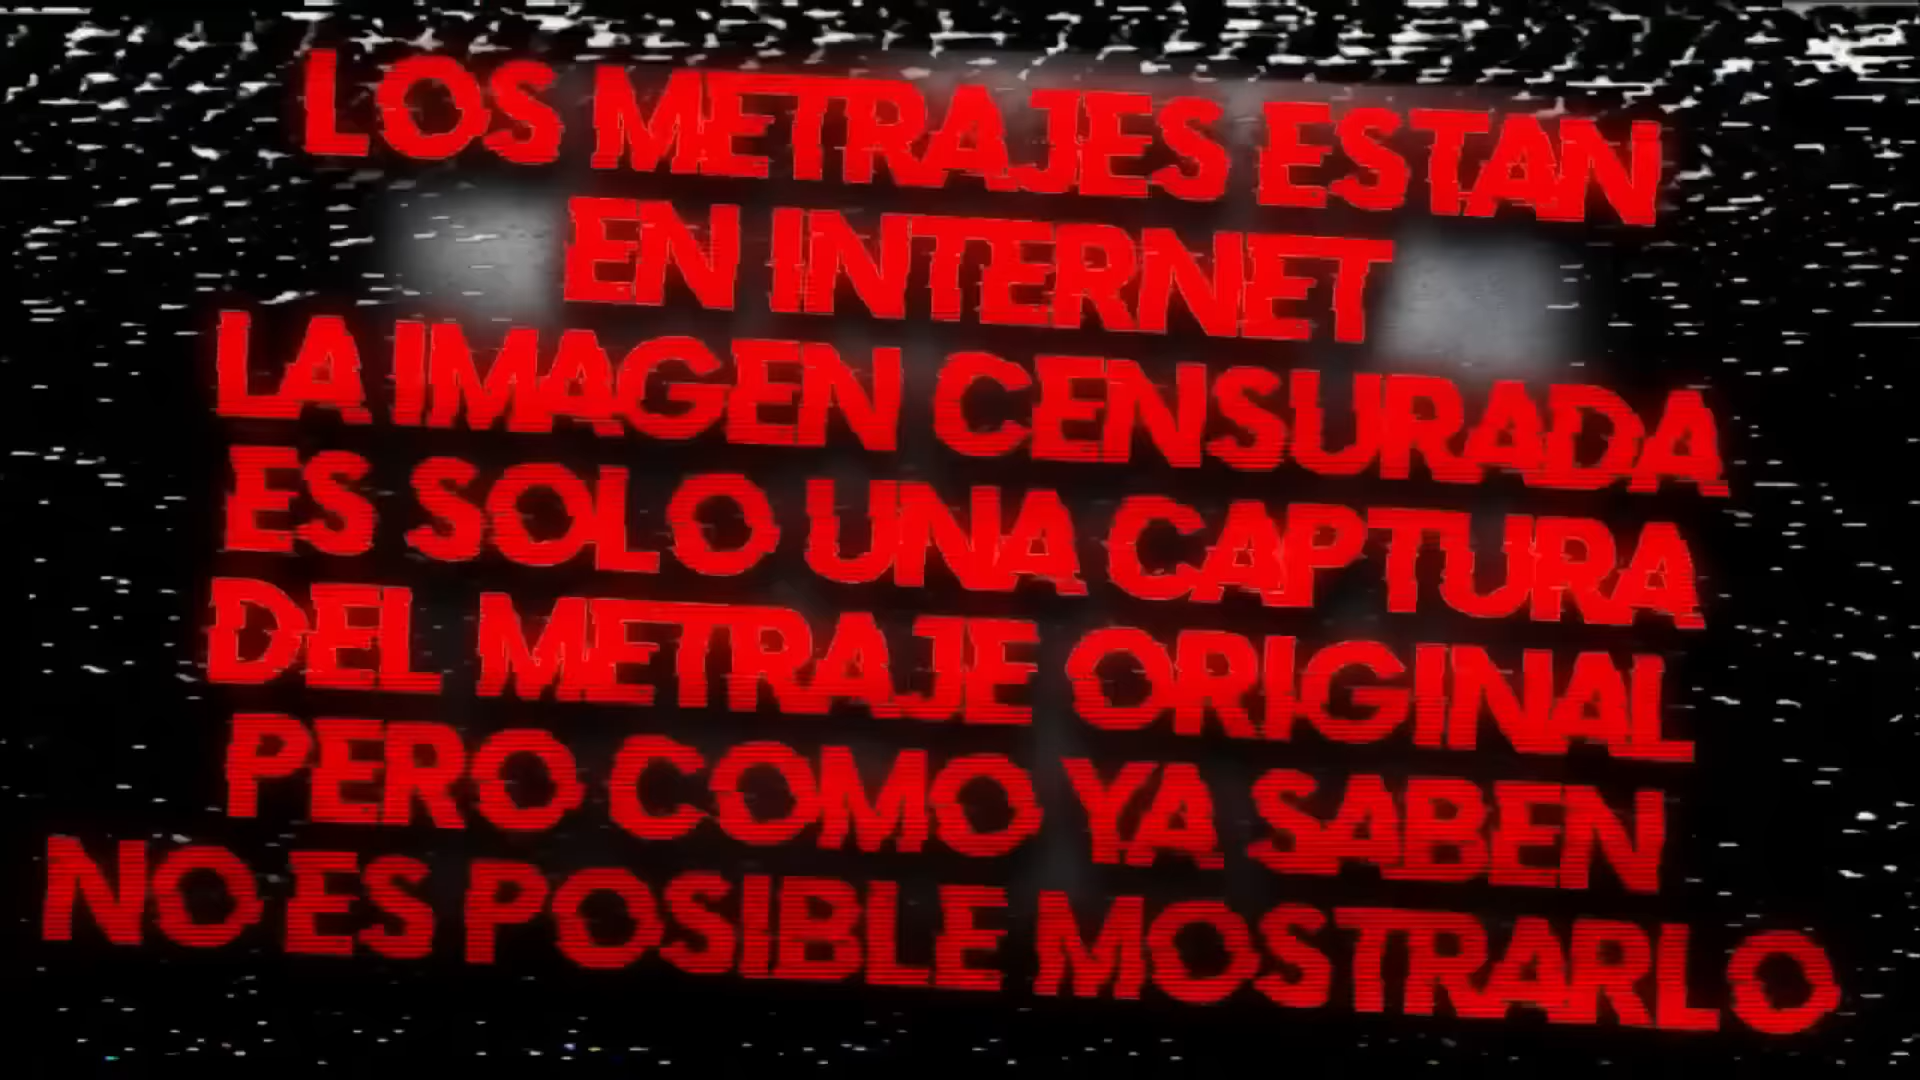 LOS METRAJES ESTAN
EN INTERNET
LA IMAGEN CENSURADA
ES SOLO UNA CAPTURA
DEL METRAJE ORIGINAL
PERO COMO YA SABEN
NO ES POSIBLE MOSTRARLO